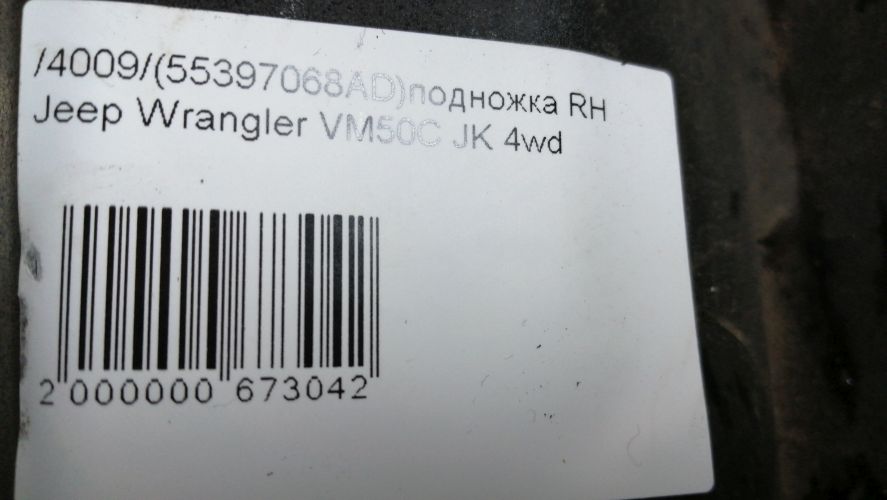 /4009/(55397068AD)подножка RH
Jeep Wrangler VM50C JK 4wd
2 000000 673042